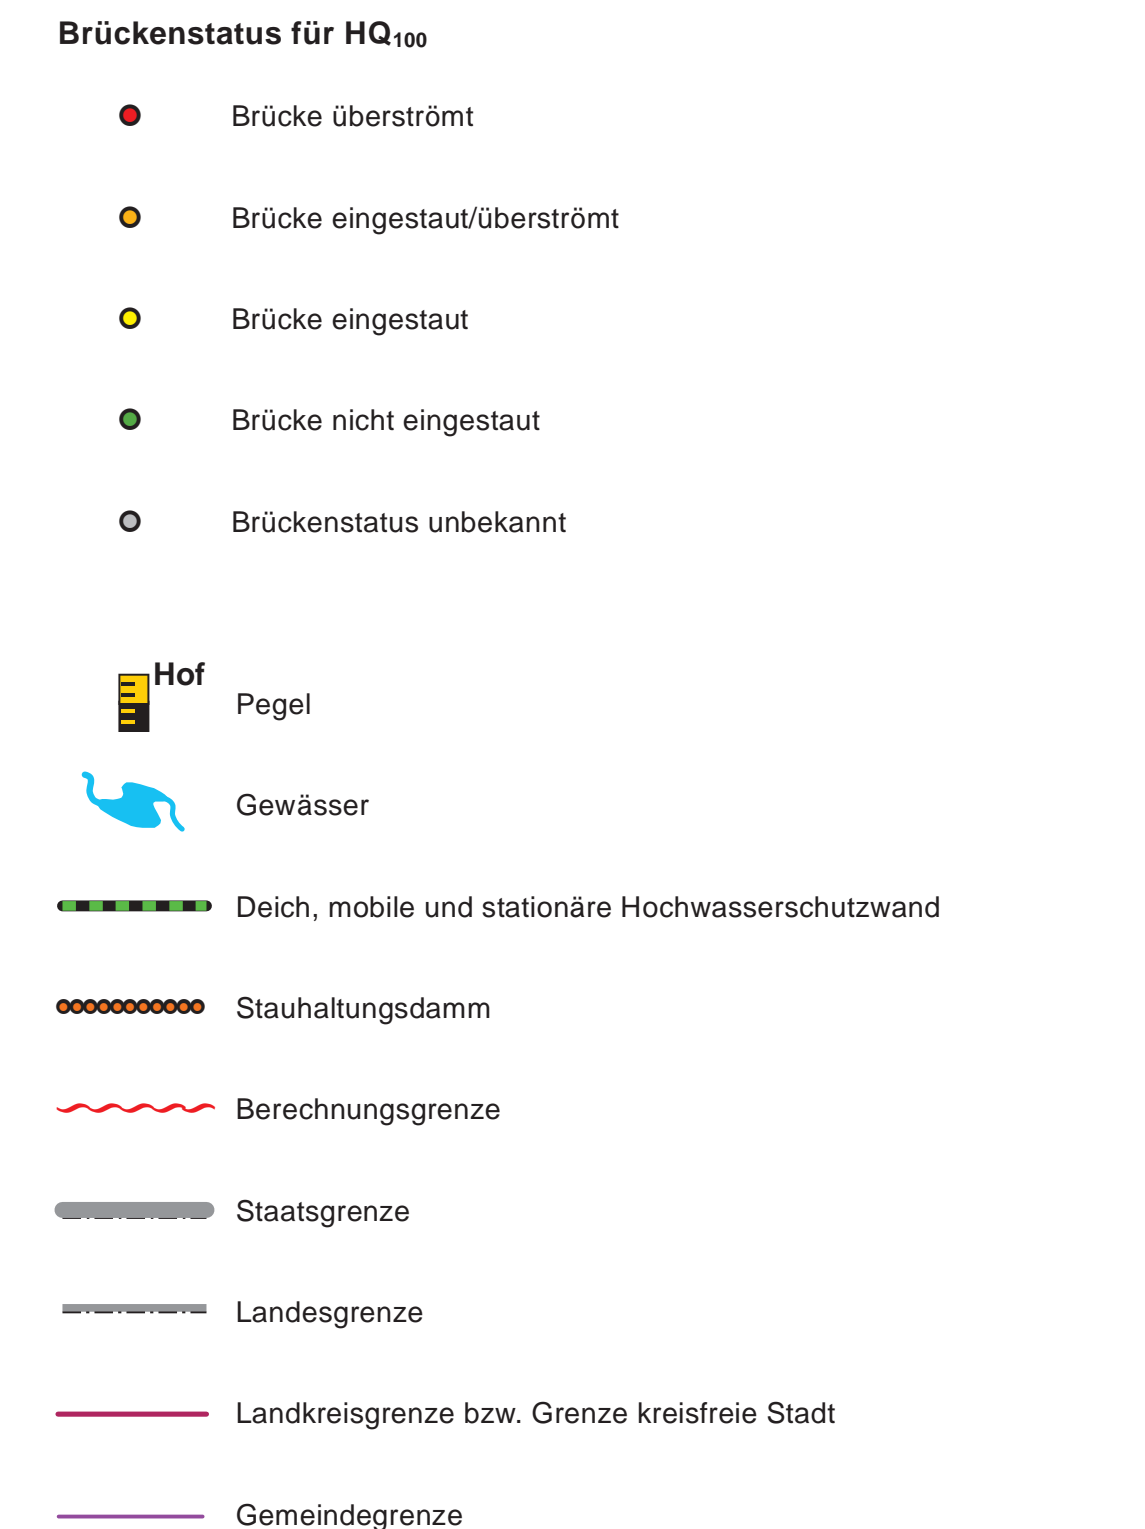 Brückenstatus für HQ₁₀₀
Brücke überströmt
Brücke eingestaut/überströmt
Brücke eingestaut
Brücke nicht eingestaut
Brückenstatus unbekannt
Hof
Pegel
Gewässer
Deich, mobile und stationäre Hochwasserschutzwand
Stauhaltungsdamm
Berechnungsgrenze
Staatsgrenze
Landesgrenze
Landkreisgrenze bzw. Grenze kreisfreie Stadt
Gemeindegrenze